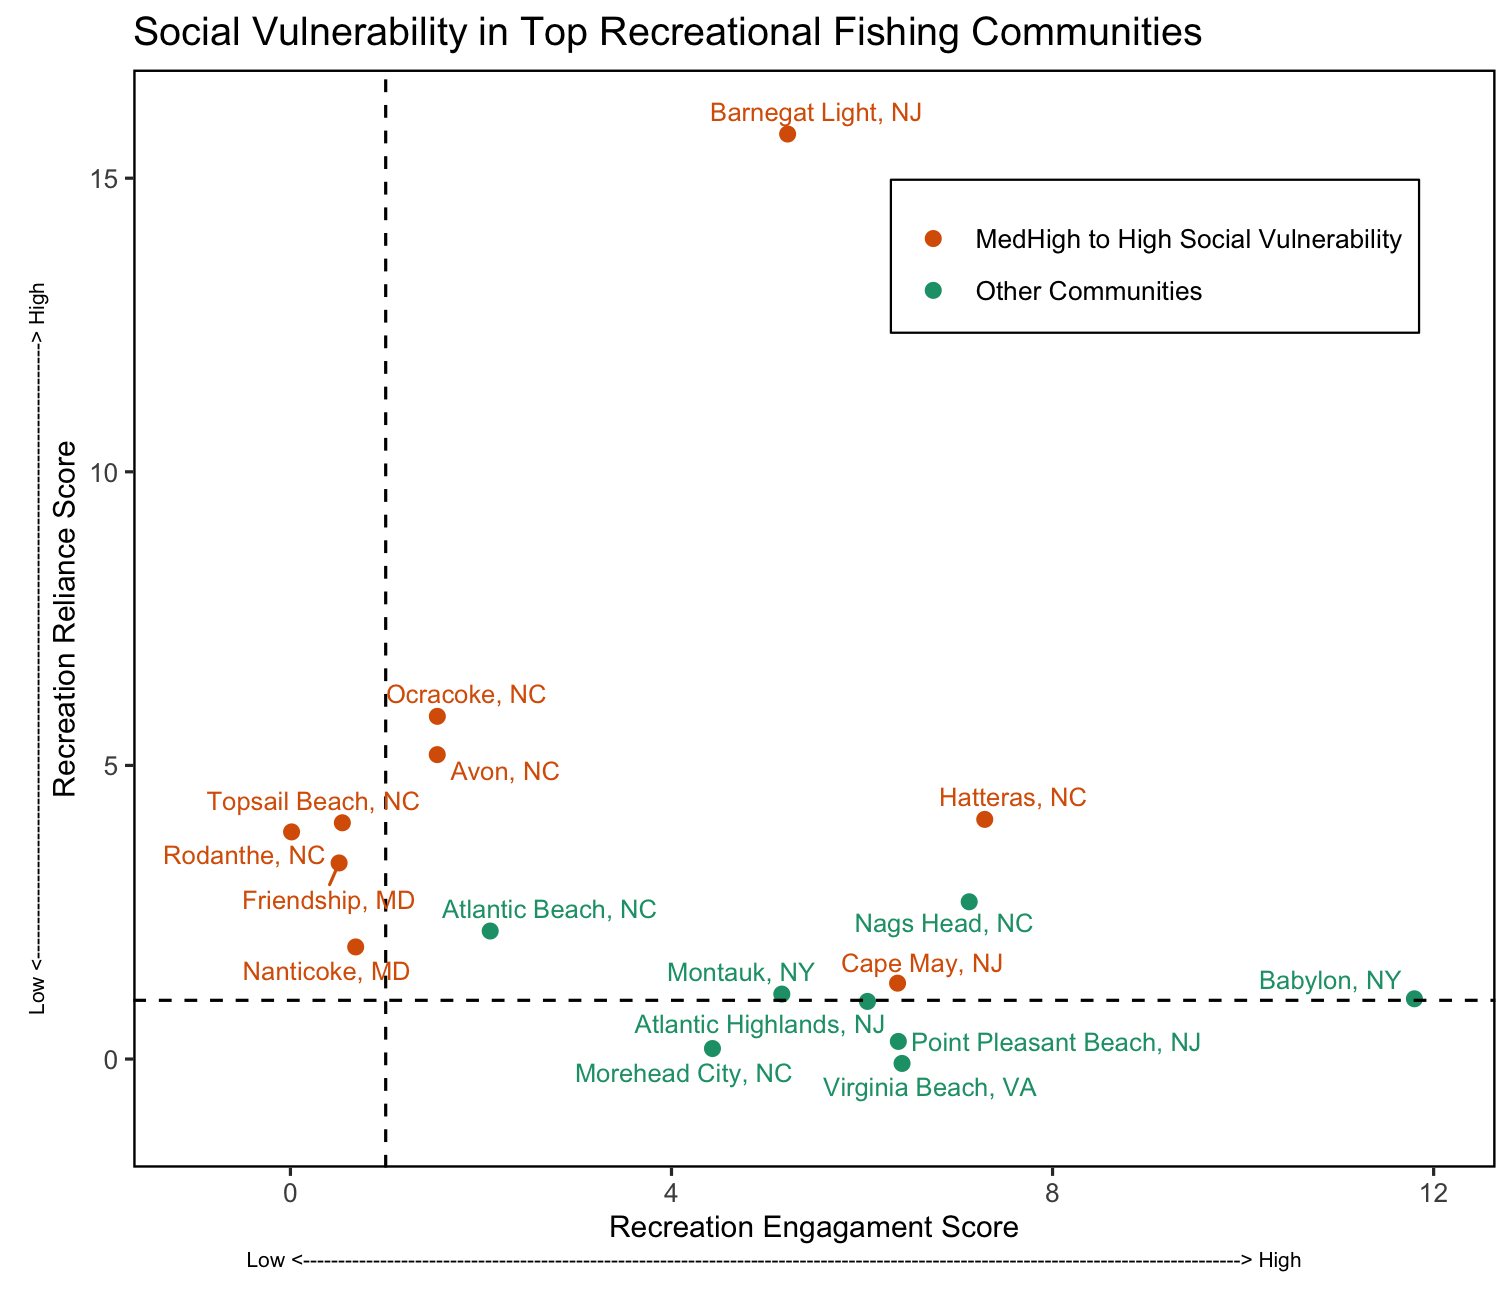 Social Vulnerability in Top Recreational Fishing Communities
Barnegat Light, NJ
15
MedHigh to High Social Vulnerability
Other Communities
Low <--------------------------------------------------------------------------------> High
Recreation Reliance Score
10
Ocracoke, NC
5
Avon, NC
Topsail Beach, NC
Hatteras, NC
Rodanthe, NC
Friendship, MD
Atlantic Beach, NC
Nags Head, NC
Nanticoke, MD
Montauk, NY
Cape May, NJ
Babylon, NY
Atlantic Highlands, NJ
Point Pleasant Beach, NJ
0
Morehead City, NC
Virginia Beach, VA
0 4 8 12
Recreation Engagament Score
Low <--------------------------------------------------------------------------------------------------------------------------> High